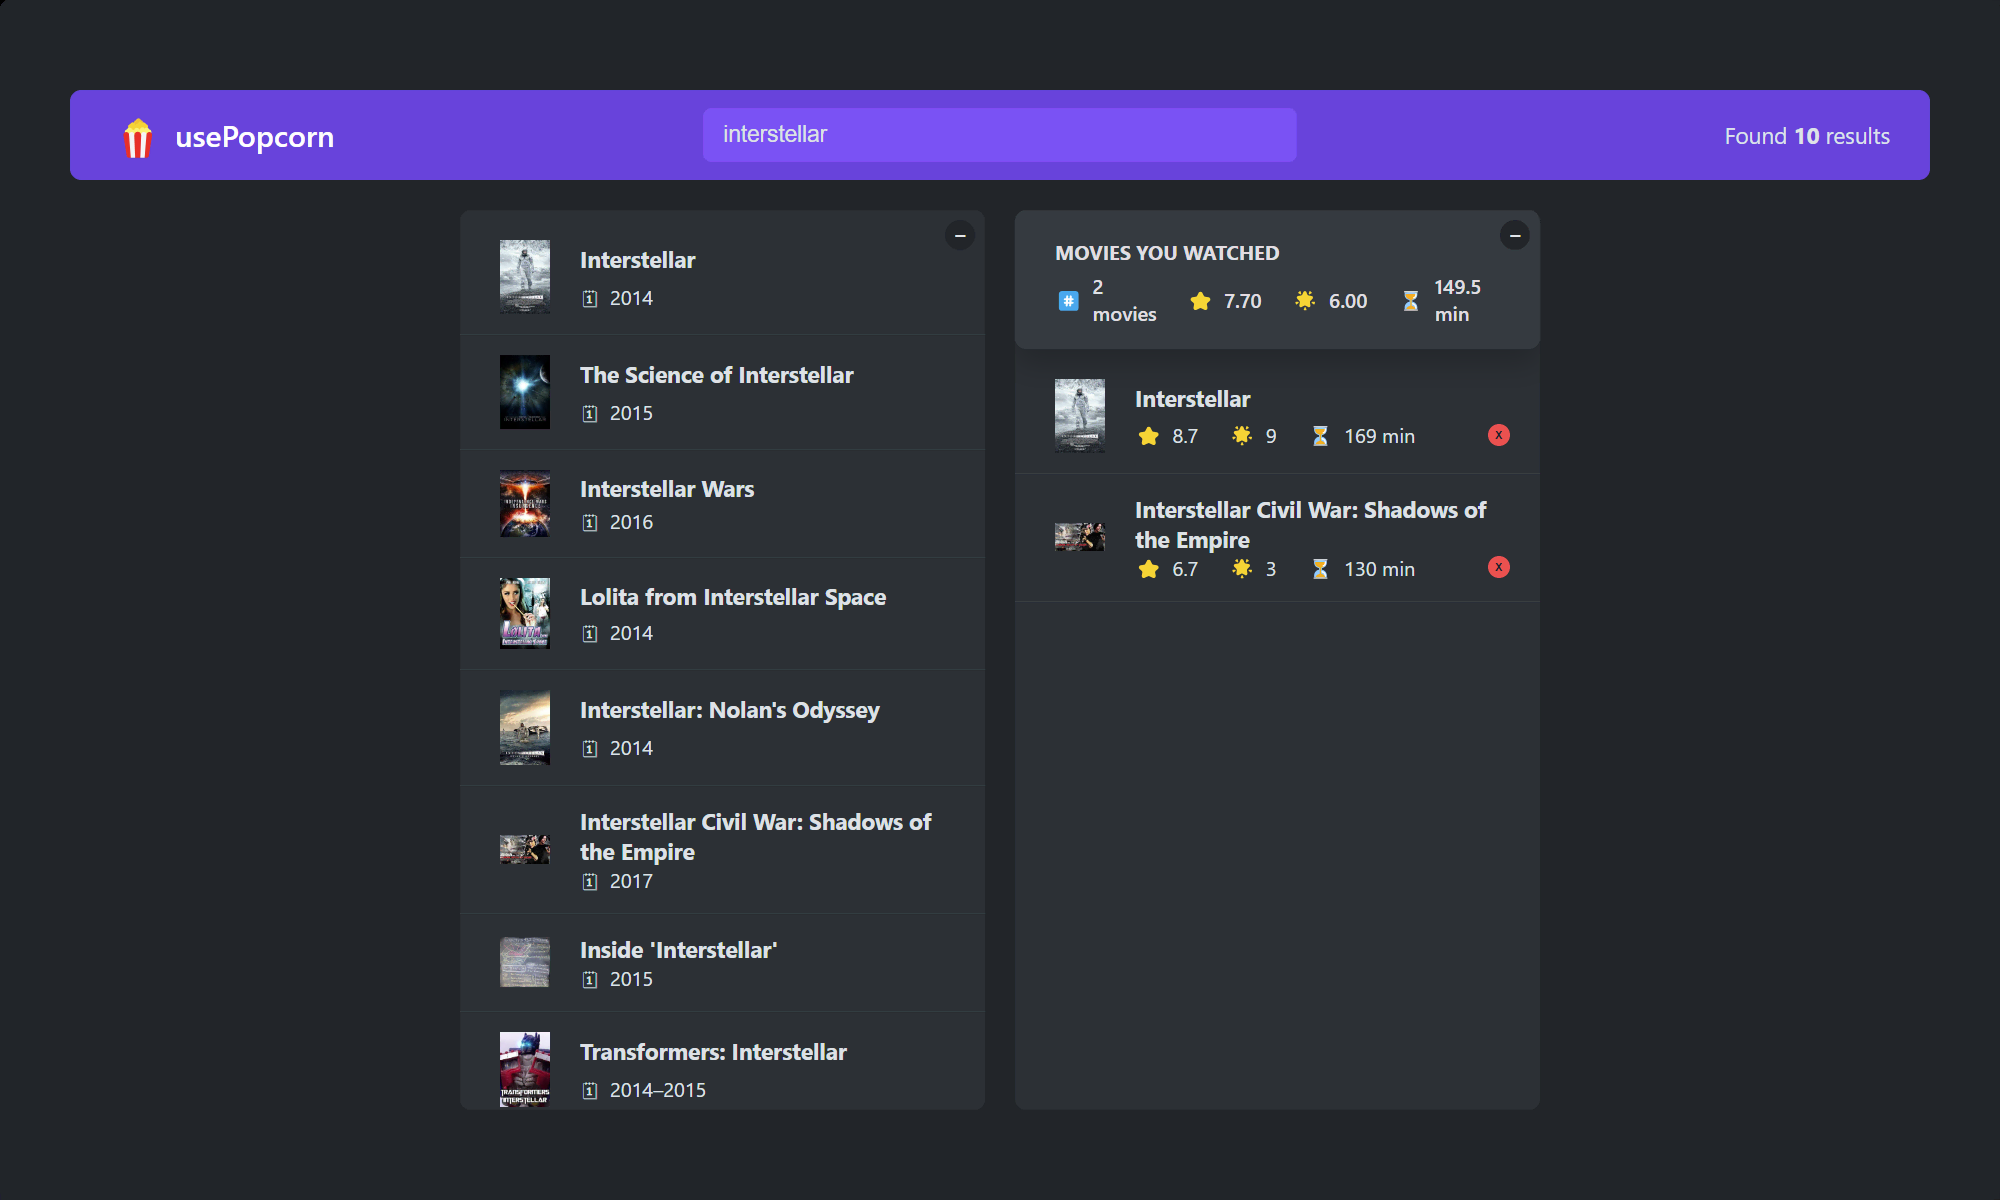 usePopcorn
interstellar
Found 10 results
Interstellar
2014
The Science of Interstellar
2015
Interstellar Wars
2016
Lolita from Interstellar Space
2014
Interstellar: Nolan's Odyssey
2014
Interstellar Civil War: Shadows of
the Empire
2017
Inside 'Interstellar'
2015
Transformers: Interstellar
2014–2015
MOVIES YOU WATCHED
2
movies
7.70
6.00
149.5
min
Interstellar
8.7 9 169 min X
Interstellar Civil War: Shadows of
the Empire
6.7 3 130 min X